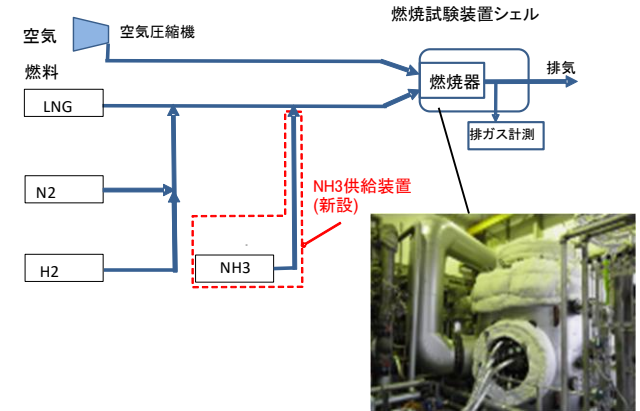 燃焼試験装置シェル
空気
空気圧縮機
燃料
LNG
燃焼器
排気
排ガス計測
N2
NH3供給装置
(新設)
H2
NH3